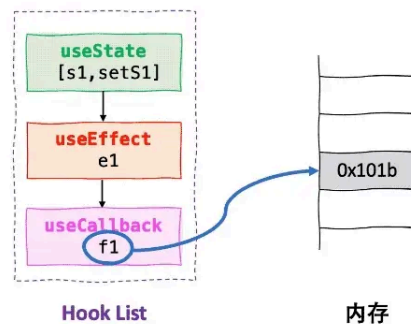 useState
[s1,setS1]
useEffect
e1
useCallback
f1
0x101b
Hook List
内存